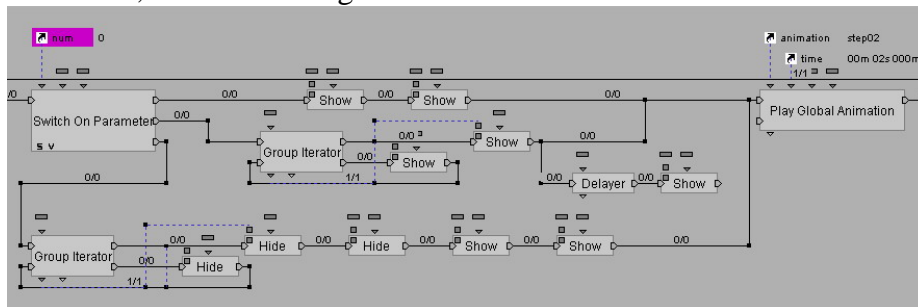 num 0
animation step02
time 00m 02s 000m
1/1
/0
0/0
Show
0/0
Show
0/0
Switch On Parameter
0/0
S V
Play Global Animation
Group Iterator
0/0
Show
0/0
Show
1/1
0/0
Delayer
0/0
Show
0/0
Group Iterator
0/0
Hide
0/0
Hide
0/0
Show
0/0
Show
0/0
0/0
Hide
1/1